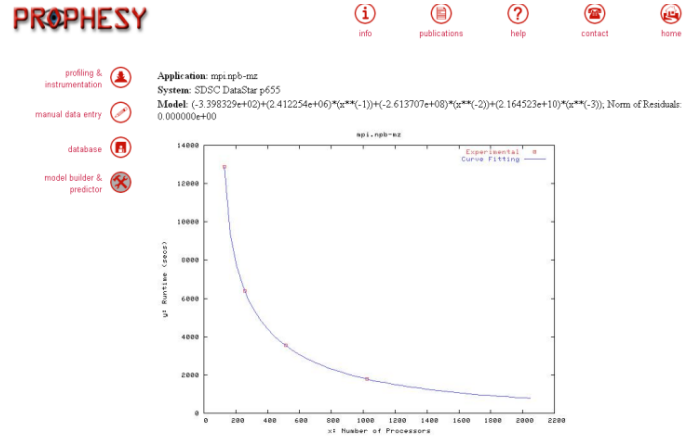 PROPHESY
info
publications
help
contact
home
profiling &
instrumentation
manual data entry
database
model builder &
predictor
Application: mpi.npb-mz
System: SDSC DataStar p655
Model: (-3.398329e+02)+(2.412254e+06)*(x**(-1))+(-2.613707e+08)*(x**(-2))+(2.164523e+10)*(x**(-3)); Norm of Residuals:
0.000000e+00
mpi.npb-mz
Experimental
Curve Fitting
y: Runtime (secs)
14000
12000
10000
8000
6000
4000
2000
0
0 200 400 600 800 1000 1200 1400 1600 1800 2000 2200
x: Number of Processors